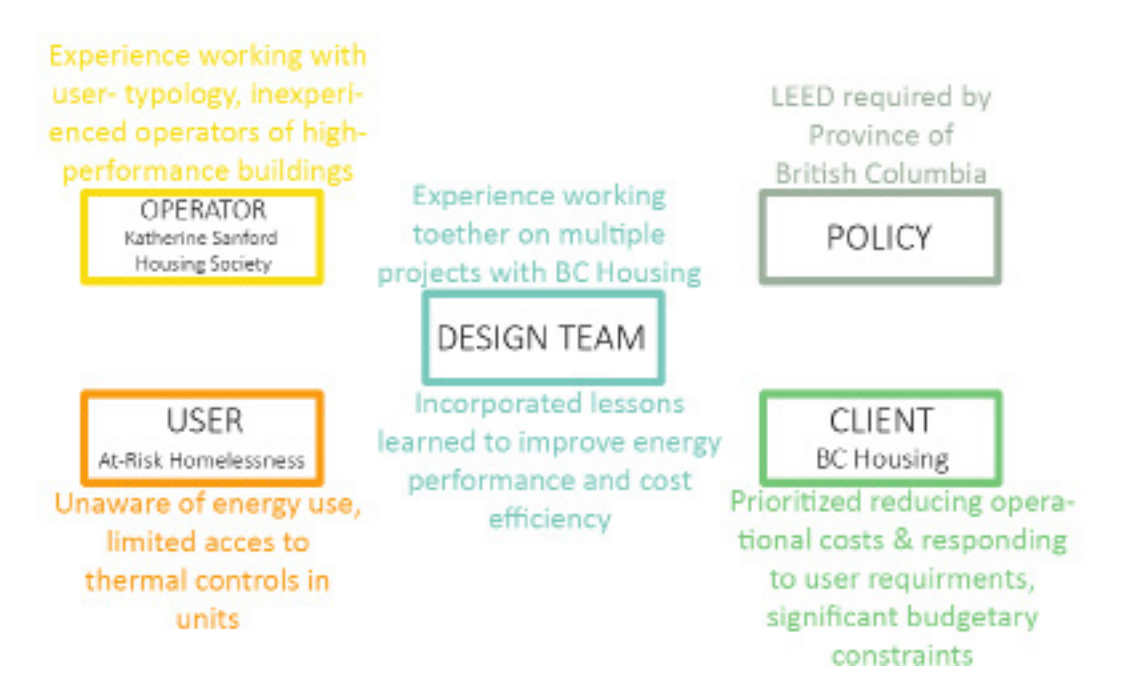 Experience working with
user- typology, inexperi-
enced operators of high-
performance buildings
OPERATOR
Katherine Sanford
Housing Society
USER
At-Risk Homelessness
Unaware of energy use,
limited acces to
thermal controls in
units
Experience working
toether on multiple
projects with BC Housing
DESIGN TEAM
Incorporated lessons
learned to improve energy
performance and cost
efficiency
LEED required by
Province of
British Columbia
POLICY
CLIENT
BC Housing
Prioritized reducing opera-
tional costs & responding
to user requirments,
significant budgetary
constraints